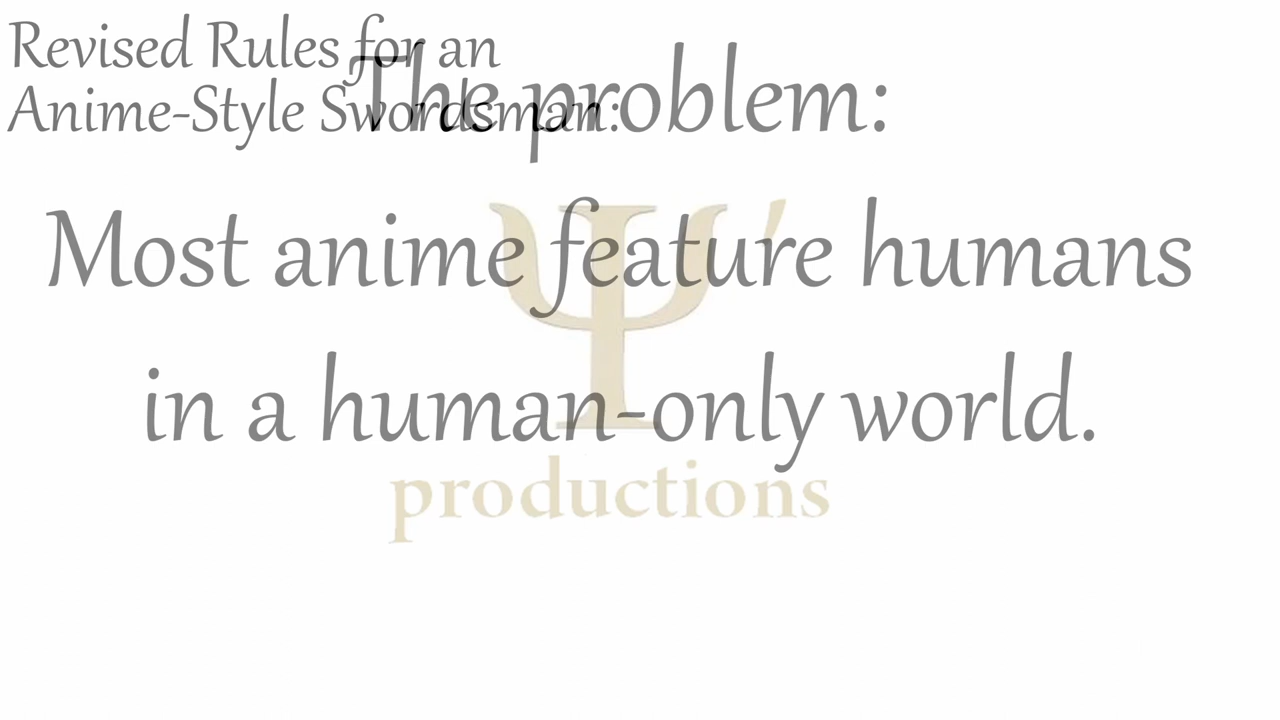 Revised Rules for an
Anime-Style Swordsman:
The problem:
Most anime feature humans
in a human-only world.
Ψ′
productions